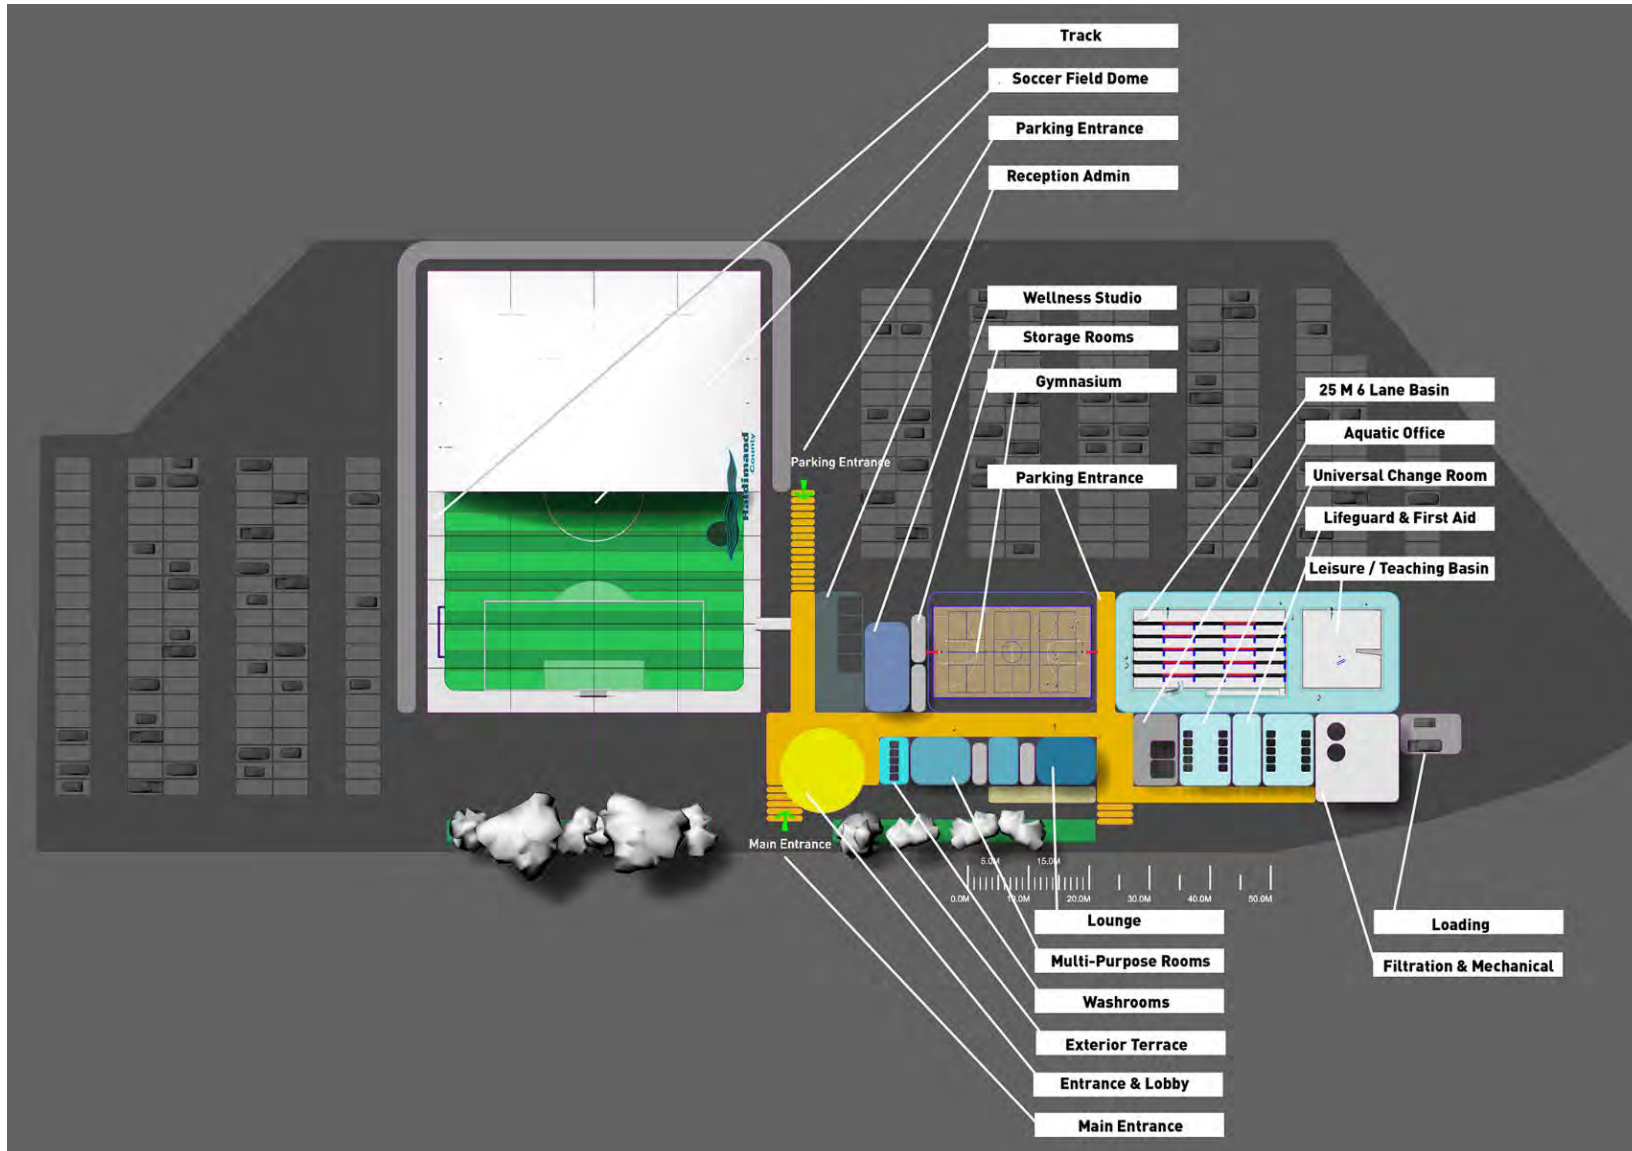 Track
Soccer Field Dome
Parking Entrance
Reception Admin
Wellness Studio
Storage Rooms
Gymnasium
Parking Entrance
25 M 6 Lane Basin
Aquatic Office
Universal Change Room
Lifeguard & First Aid
Leisure / Teaching Basin
Parking Entrance
Haldimand
County
Main Entrance
5.0M 15.0M
0.0M 10.0M 20.0M 30.0M 40.0M 50.0M
Lounge
Multi-Purpose Rooms
Washrooms
Exterior Terrace
Entrance & Lobby
Main Entrance
Loading
Filtration & Mechanical